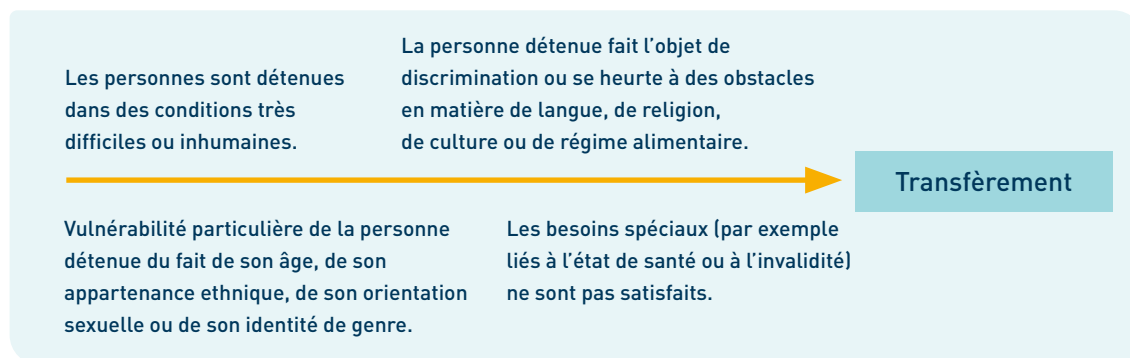 Les personnes sont détenues
dans des conditions très
difficiles ou inhumaines.
La personne détenue fait l’objet de
discrimination ou se heurte à des obstacles
en matière de langue, de religion,
de culture ou de régime alimentaire.
Transfèrement
Vulnérabilité particulière de la personne
détenue du fait de son âge, de son
appartenance ethnique, de son orientation
sexuelle ou de son identité de genre.
Les besoins spéciaux (par exemple
liés à l’état de santé ou à l’invalidité)
ne sont pas satisfaits.